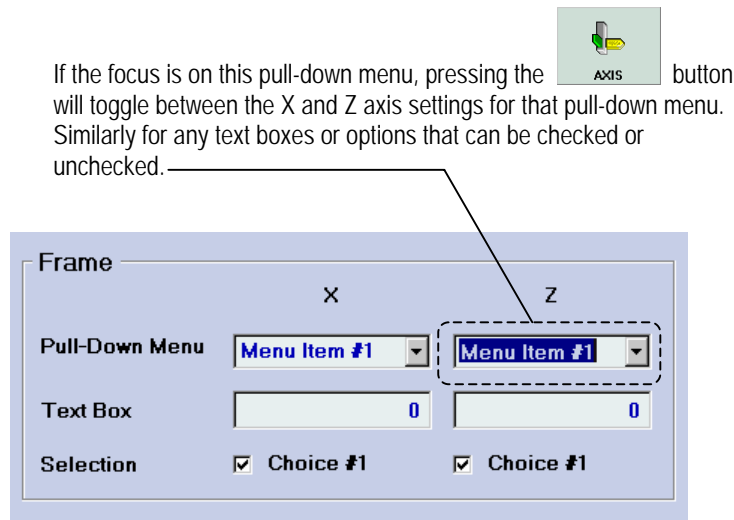 If the focus is on this pull-down menu, pressing the AXIS button
will toggle between the X and Z axis settings for that pull-down menu.
Similarly for any text boxes or options that can be checked or
unchecked.
Frame
X Z
Pull-Down Menu Menu Item #1 Menu Item #1
Text Box 0 0
Selection Choice #1 Choice #1